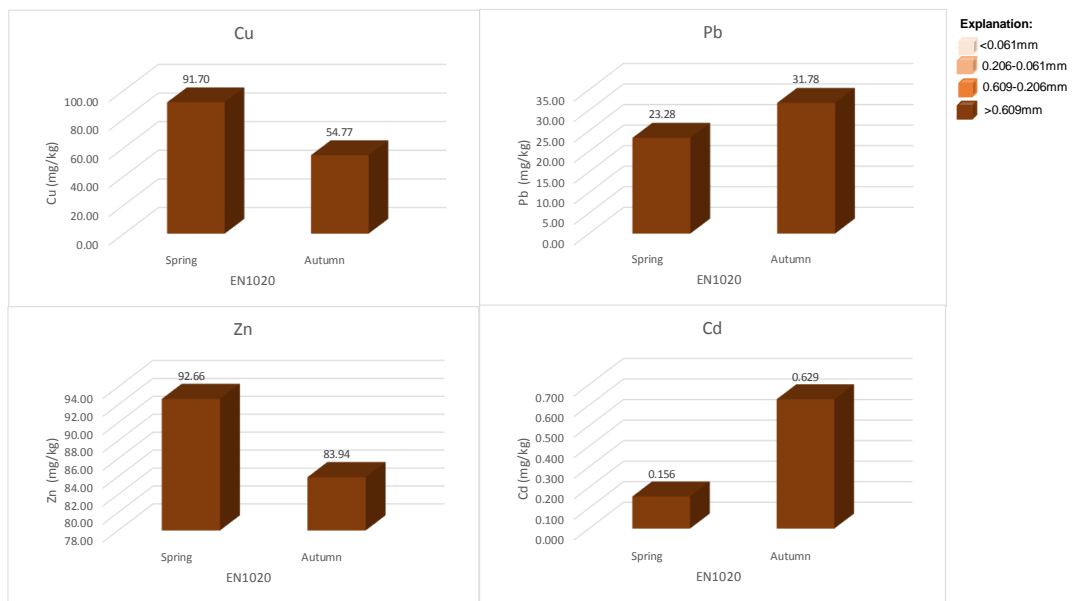 Cu
91.70
54.77
100.00
80.00
60.00
40.00
20.00
0.00
Cu (mg/kg)
Spring
Autumn
EN1020
Pb
31.78
23.28
35.00
30.00
25.00
20.00
15.00
10.00
5.00
0.00
Pb (mg/kg)
Spring
Autumn
EN1020
Explanation:
<0.061mm
0.206-0.061mm
0.609-0.206mm
>0.609mm
Zn
92.66
83.94
94.00
92.00
90.00
88.00
86.00
84.00
82.00
80.00
78.00
Zn (mg/kg)
Spring
Autumn
EN1020
Cd
0.629
0.156
0.700
0.600
0.500
0.400
0.300
0.200
0.100
0.000
Cd (mg/kg)
Spring
Autumn
EN1020